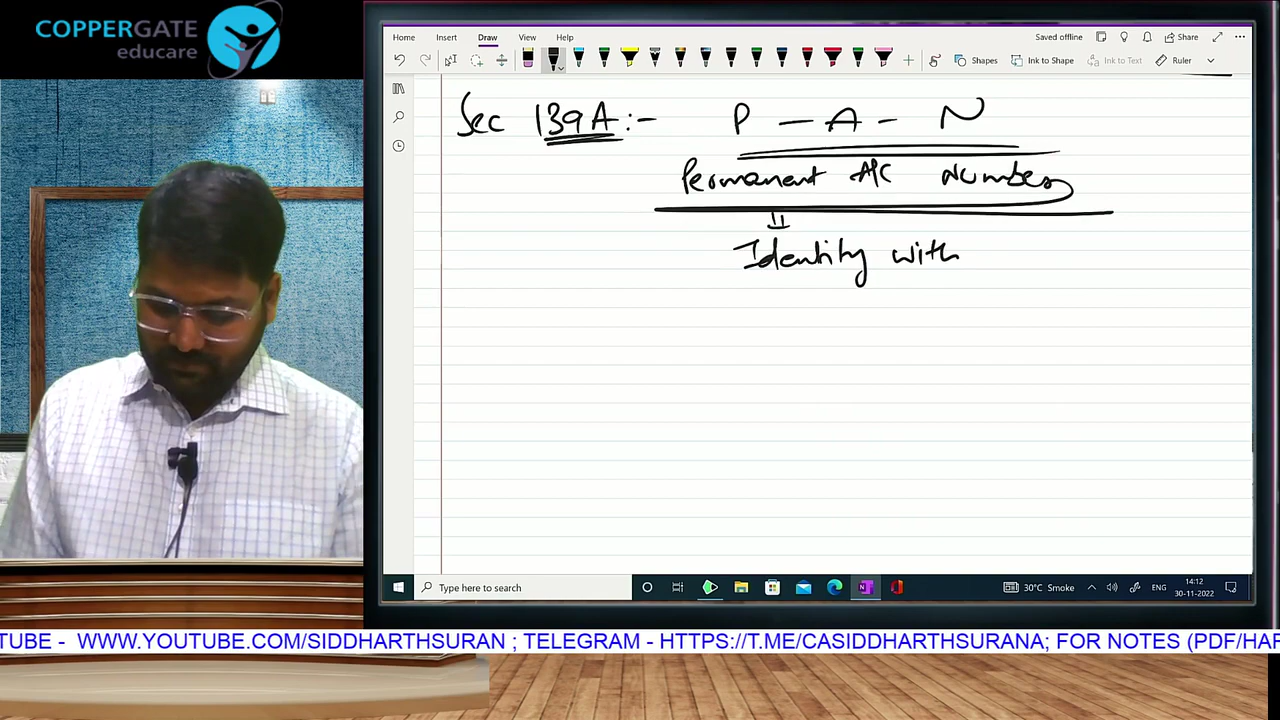 COPPERGATE
educare
Home Insert Draw View Help
Saved offline
Share
Shapes
Ink to Shape
Ink to Text
Ruler
Sec 139A :- P - A - N
Permanent A/C Number
Identity with
Type here to search
30°C Smoke
ENG
14:12
30-11-2022
TUBE - WWW.YOUTUBE.COM/SIDDHARTHSURAN ; TELEGRAM - HTTPS://T.ME/CASIDDHARTHSURANA; FOR NOTES (PDF/HAR